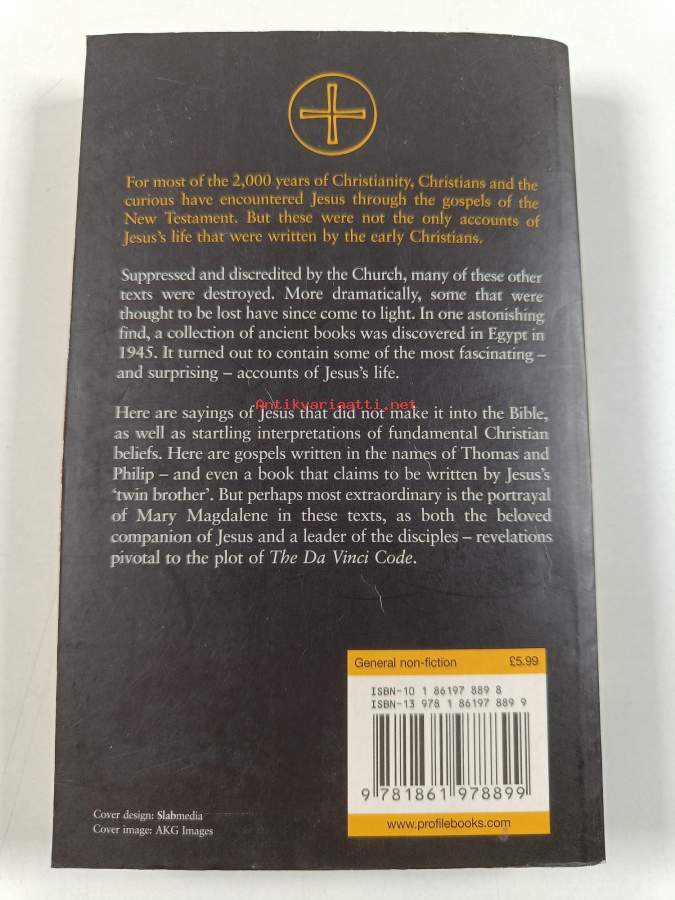 For most of the 2,000 years of Christianity, Christians and the
curious have encountered Jesus through the gospels of the
New Testament. But these were not the only accounts of
Jesus's life that were written by the early Christians.
Suppressed and discredited by the Church, many of these other
texts were destroyed. More dramatically, some that were
thought to be lost have since come to light. In one astonishing
find, a collection of ancient books was discovered in Egypt in
1945. It turned out to contain some of the most fascinating –
and surprising – accounts of Jesus's life.
Antikvariaatti.net
Here are sayings of Jesus that did not make it into the Bible,
as well as startling interpretations of fundamental Christian
beliefs. Here are gospels written in the names of Thomas and
Philip – and even a book that claims to be written by Jesus's
'twin brother'. But perhaps most extraordinary is the portrayal
of Mary Magdalene in these texts, as both the beloved
companion of Jesus and a leader of the disciples – revelations
pivotal to the plot of The Da Vinci Code.
General non-fiction £5.99
ISBN-10 1 86197 889 8
ISBN-13 978 1 86197 889 9
9 781861 978899
www.profilebooks.com
Cover design: Slabmedia
Cover image: AKG Images